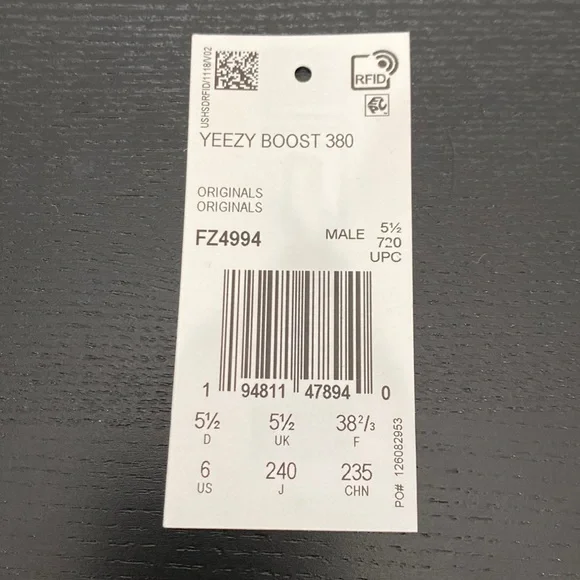 USHSDRFID/1118/V02
RFID
YEEZY BOOST 380
ORIGINALS
ORIGINALS
FZ4994
MALE 5½
720
UPC
1 94811 47894 0
5½ 5½ 38²/₃
D UK F
6 240 235
US J CHN
PO# 126082953